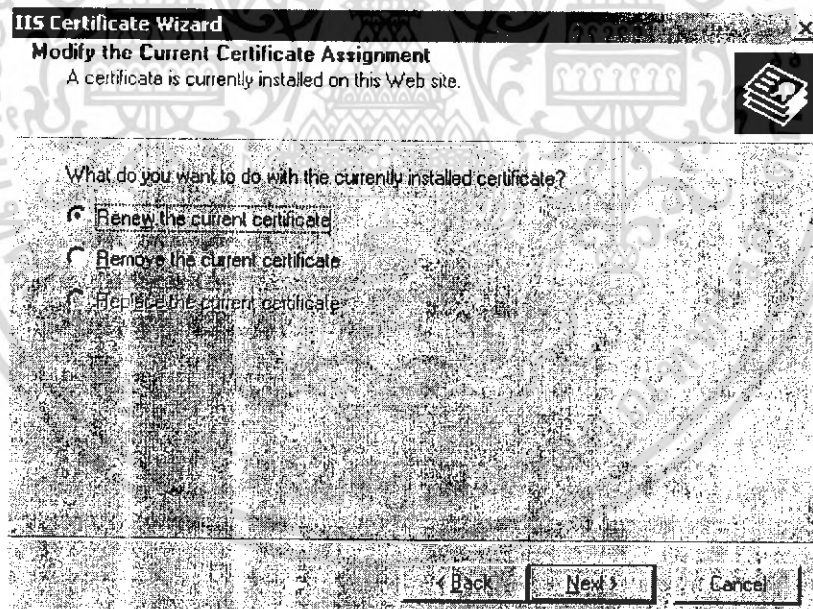 IIS Certificate Wizard
Modify the Current Certificate Assignment
A certificate is currently installed on this Web site.
What do you want to do with the currently installed certificate?
Renew the current certificate
Remove the current certificate
Replace the current certificate
< Back
Next >
Cancel